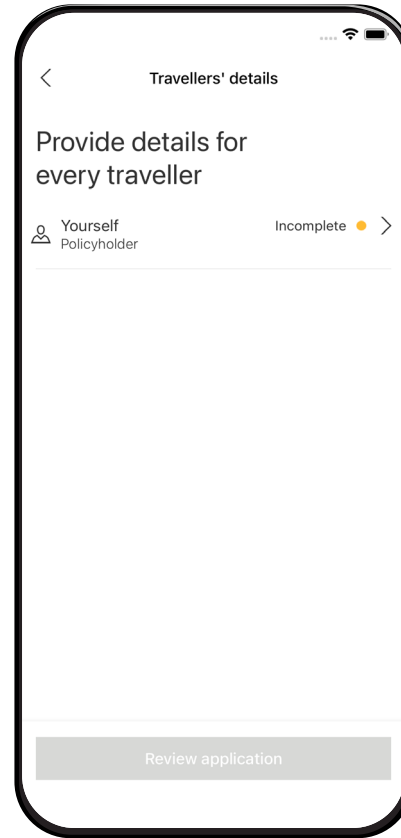 Travellers' details
Provide details for
every traveller
Yourself
Incomplete
Policyholder
Review application